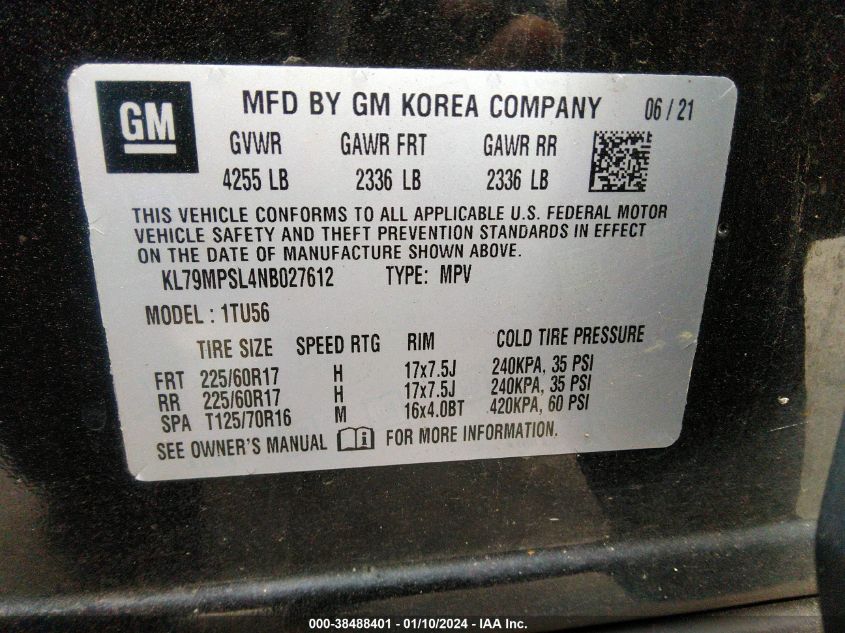 GM
MFD BY GM KOREA COMPANY 06 / 21
GVWR GAWR FRT GAWR RR
4255 LB 2336 LB 2336 LB
THIS VEHICLE CONFORMS TO ALL APPLICABLE U.S. FEDERAL MOTOR
VEHICLE SAFETY AND THEFT PREVENTION STANDARDS IN EFFECT
ON THE DATE OF MANUFACTURE SHOWN ABOVE.
KL79MPSL4NB027612 TYPE: MPV
MODEL : 1TU56
TIRE SIZE SPEED RTG RIM COLD TIRE PRESSURE
FRT 225/60R17 H 17x7.5J 240KPA, 35 PSI
RR 225/60R17 H 17x7.5J 240KPA, 35 PSI
SPA T125/70R16 M 16x4.0BT 420KPA, 60 PSI
SEE OWNER'S MANUAL FOR MORE INFORMATION.
000-38488401 - 01/10/2024 - IAA Inc.